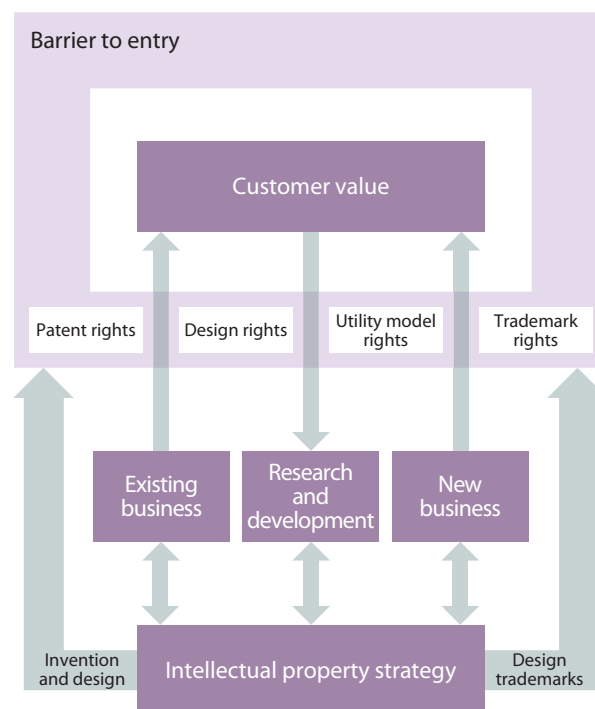 Barrier to entry
Customer value
Patent rights
Design rights
Utility model
rights
Trademark
rights
Existing
business
Research
and
development
New
business
Invention
and design
Intellectual property strategy
Design
trademarks